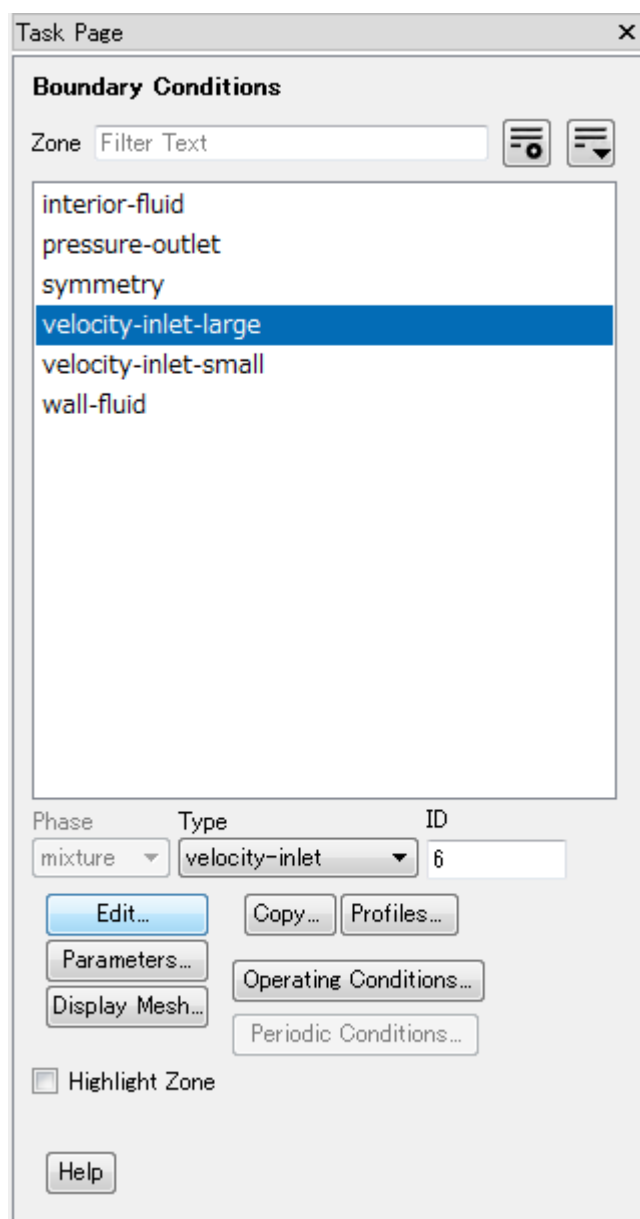 Task Page
Boundary Conditions
Zone Filter Text
interior-fluid
pressure-outlet
symmetry
velocity-inlet-large
velocity-inlet-small
wall-fluid
Phase Type ID
mixture velocity-inlet 6
Edit... Copy... Profiles...
Parameters...
Operating Conditions...
Display Mesh...
Periodic Conditions...
Highlight Zone
Help